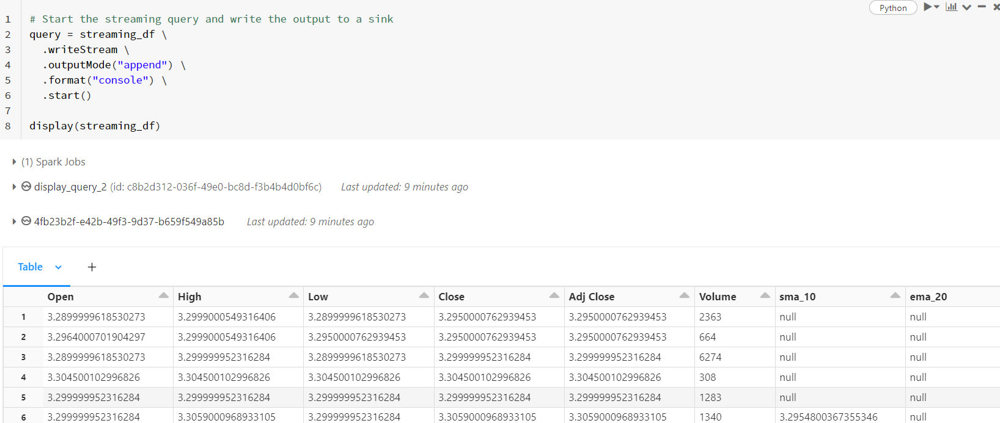 Python
1 # Start the streaming query and write the output to a sink
2 query = streaming_df \
3 .writeStream \
4 .outputMode("append") \
5 .format("console") \
6 .start()
7
8 display(streaming_df)
(1) Spark Jobs
display_query_2 (id: c8b2d312-036f-49e0-bc8d-f3b4b4d0bf6c) Last updated: 9 minutes ago
4fb23b2f-e42b-49f3-9d37-b659f549a85b Last updated: 9 minutes ago
Table +
Open High Low Close Adj Close Volume sma_10 ema_20
1 3.2899999618530273 3.2999000549316406 3.2899999618530273 3.2950000762939453 3.2950000762939453 2363 null null
2 3.2964000701904297 3.2999000549316406 3.2950000762939453 3.2950000762939453 3.2950000762939453 664 null null
3 3.2899999618530273 3.299999952316284 3.2899999618530273 3.299999952316284 3.299999952316284 6274 null null
4 3.304500102996826 3.304500102996826 3.304500102996826 3.304500102996826 3.304500102996826 308 null null
5 3.299999952316284 3.299999952316284 3.299999952316284 3.299999952316284 3.299999952316284 1283 null null
6 3.299999952316284 3.3059000968933105 3.299999952316284 3.3059000968933105 3.3059000968933105 1340 3.2954800367355346 null